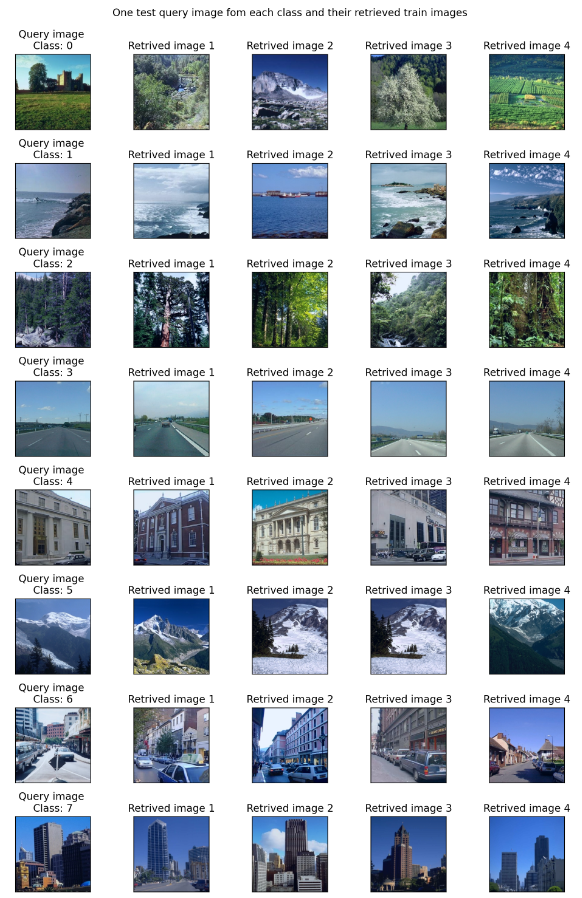 One test query image fom each class and their retrieved train images
Query image
Class: 0
Retrived image 1
Retrived image 2
Retrived image 3
Retrived image 4
Query image
Class: 1
Retrived image 1
Retrived image 2
Retrived image 3
Retrived image 4
Query image
Class: 2
Retrived image 1
Retrived image 2
Retrived image 3
Retrived image 4
Query image
Class: 3
Retrived image 1
Retrived image 2
Retrived image 3
Retrived image 4
Query image
Class: 4
Retrived image 1
Retrived image 2
Retrived image 3
Retrived image 4
Query image
Class: 5
Retrived image 1
Retrived image 2
Retrived image 3
Retrived image 4
Query image
Class: 6
Retrived image 1
Retrived image 2
Retrived image 3
Retrived image 4
Query image
Class: 7
Retrived image 1
Retrived image 2
Retrived image 3
Retrived image 4